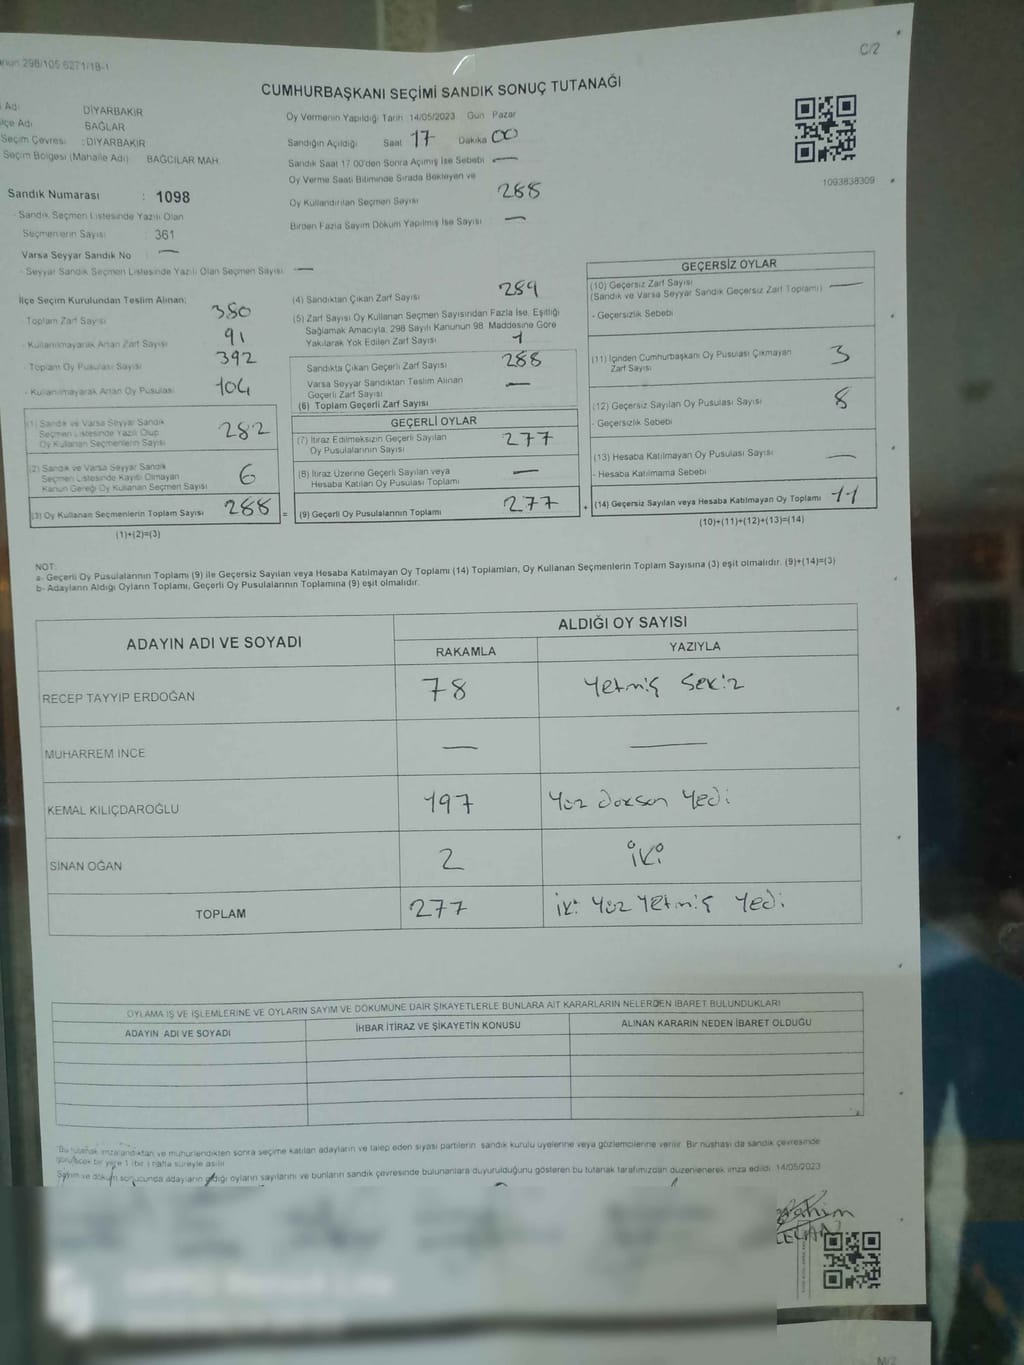 298/105.6271/18-1
C/2
CUMHURBAŞKANI SEÇİMİ SANDIK SONUÇ TUTANAĞI
Adı DİYARBAKIR
İlçe Adı BAĞLAR
Seçim Çevresi : DİYARBAKIR
Seçim Bölgesi (Mahalle Adı) BAĞCILAR MAH.
Sandık Numarası : 1098
- Sandık Seçmen Listesinde Yazılı Olan
Seçmenlerin Sayısı : 361
Varsa Seyyar Sandık No —
- Seyyar Sandık Seçmen Listesinde Yazılı Olan Seçmen Sayısı —
Oy Vermenin Yapıldığı Tarih 14/05/2023 Gün Pazar
Sandığın Açıldığı Saat 17 Dakika 00
Sandık Saat 17.00'den Sonra Açılmış İse Sebebi —
Oy Verme Saati Bitiminde Sırada Bekleyen ve
Oy Kullandırılan Seçmen Sayısı 288
Birden Fazla Sayım Döküm Yapılmış İse Sayısı —
1093838309
İlçe Seçim Kurulundan Teslim Alınan;
- Toplam Zarf Sayısı 380
- Kullanılmayarak Artan Zarf Sayısı 91
- Toplam Oy Pusulası Sayısı 392
- Kullanılmayarak Artan Oy Pusulası 104
(1) Sandık ve Varsa Seyyar Sandık
Seçmen Listesinde Yazılı Olup
Oy Kullanan Seçmenlerin Sayısı 282
(2) Sandık ve Varsa Seyyar Sandık
Seçmen Listesinde Kayıtlı Olmayan
Kanun Gereği Oy Kullanan Seçmen Sayısı 6
(3) Oy Kullanan Seçmenlerin Toplam Sayısı 288
(1)+(2)=(3)
(4) Sandıktan Çıkan Zarf Sayısı 289
(5) Zarf Sayısı Oy Kullanan Seçmen Sayısından Fazla İse, Eşitliği
Sağlamak Amacıyla, 298 Sayılı Kanunun 98. Maddesine Göre
Yakılarak Yok Edilen Zarf Sayısı 1
Sandıkta Çıkan Geçerli Zarf Sayısı 288
Varsa Seyyar Sandıktan Teslim Alınan
Geçerli Zarf Sayısı —
(6) Toplam Geçerli Zarf Sayısı
GEÇERLİ OYLAR
(7) İtiraz Edilmeksizin Geçerli Sayılan
Oy Pusulalarının Sayısı 277
(8) İtiraz Üzerine Geçerli Sayılan veya
Hesaba Katılan Oy Pusulası Toplamı —
= (9) Geçerli Oy Pusulalarının Toplamı 277
GEÇERSİZ OYLAR
(10) Geçersiz Zarf Sayısı
(Sandık ve Varsa Seyyar Sandık Geçersiz Zarf Toplamı) —
- Geçersizlik Sebebi
(11) İçinden Cumhurbaşkanı Oy Pusulası Çıkmayan
Zarf Sayısı 3
(12) Geçersiz Sayılan Oy Pusulası Sayısı 8
- Geçersizlik Sebebi
(13) Hesaba Katılmayan Oy Pusulası Sayısı —
- Hesaba Katılmama Sebebi
+ (14) Geçersiz Sayılan veya Hesaba Katılmayan Oy Toplamı 11
(10)+(11)+(12)+(13)=(14)
NOT:
a- Geçerli Oy Pusulalarının Toplamı (9) ile Geçersiz Sayılan veya Hesaba Katılmayan Oy Toplamı (14) Toplamları, Oy Kullanan Seçmenlerin Toplam Sayısına (3) eşit olmalıdır. (9)+(14)=(3)
b- Adayların Aldığı Oyların Toplamı, Geçerli Oy Pusulalarının Toplamına (9) eşit olmalıdır.
ADAYIN ADI VE SOYADI ALDIĞI OY SAYISI
RAKAMLA YAZIYLA
RECEP TAYYİP ERDOĞAN 78 Yetmiş sekiz
MUHARREM İNCE — —
KEMAL KILIÇDAROĞLU 197 Yüz doksan yedi
SİNAN OĞAN 2 iki
TOPLAM 277 iki Yüz Yetmiş Yedi
OYLAMA İŞ VE İŞLEMLERİNE VE OYLARIN SAYIM VE DÖKÜMÜNE DAİR ŞİKAYETLERLE BUNLARA AİT KARARLARIN NELERDEN İBARET BULUNDUKLARI
ADAYIN ADI VE SOYADI İHBAR İTİRAZ VE ŞİKAYETİN KONUSU ALINAN KARARIN NEDEN İBARET OLDUĞU
Bu tutanak imzalandıktan ve mühürlendikten sonra seçime katılan adayların ve talep eden siyasi partilerin sandık kurulu üyelerine veya gözlemcilerine verilir. Bir nüshası da sandık çevresinde
görülecek bir yere 1 (bir) hafta süreyle asılır.
Sayım ve döküm sonucunda adayların aldığı oyların sayılarını ve bunların sandık çevresinde bulunanlara duyurulduğunu gösteren bu tutanak tarafımızdan düzenlenerek imza edildi. 14/05/2023